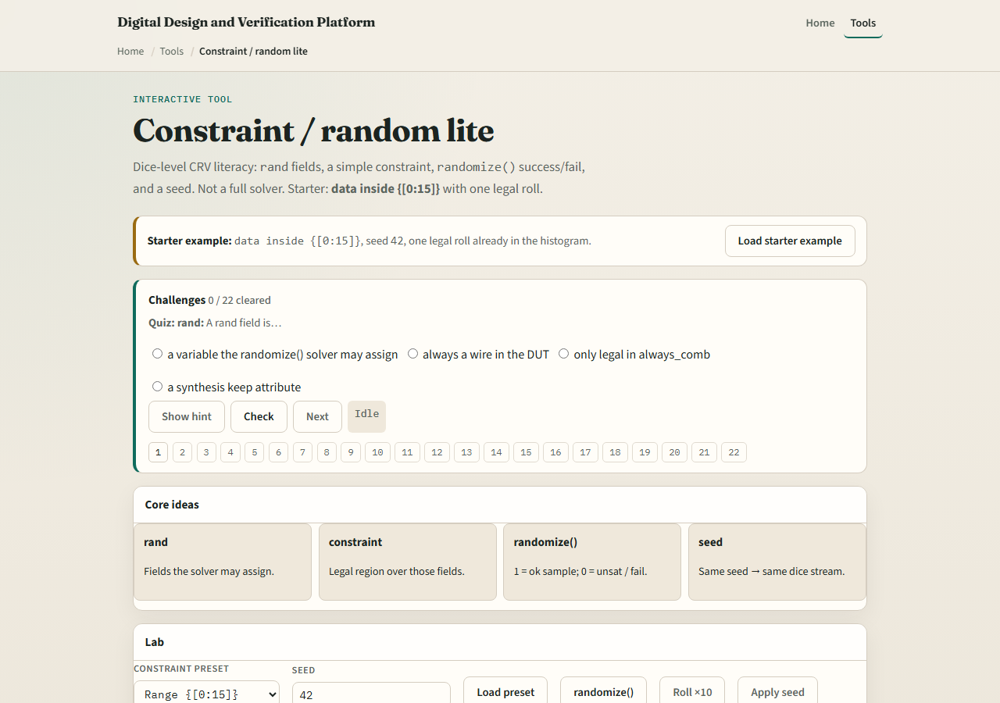 Digital Design and Verification Platform
Home Tools
Home / Tools / Constraint / random lite
INTERACTIVE TOOL
Constraint / random lite
Dice-level CRV literacy: rand fields, a simple constraint, randomize() success/fail,
and a seed. Not a full solver. Starter: data inside {[0:15]} with one legal roll.
Starter example: data inside {[0:15]}, seed 42, one legal roll already in the histogram.
Load starter example
Challenges 0 / 22 cleared
Quiz: rand: A rand field is…
a variable the randomize() solver may assign always a wire in the DUT only legal in always_comb
a synthesis keep attribute
Show hint Check Next Idle
1 2 3 4 5 6 7 8 9 10 11 12 13 14 15 16 17 18 19 20 21 22
Core ideas
rand constraint randomize() seed
Fields the solver may assign. Legal region over those fields. 1 = ok sample; 0 = unsat / fail. Same seed → same dice stream.
Lab
CONSTRAINT PRESET SEED
Range {[0:15]} 42 Load preset randomize() Roll ×10 Apply seed